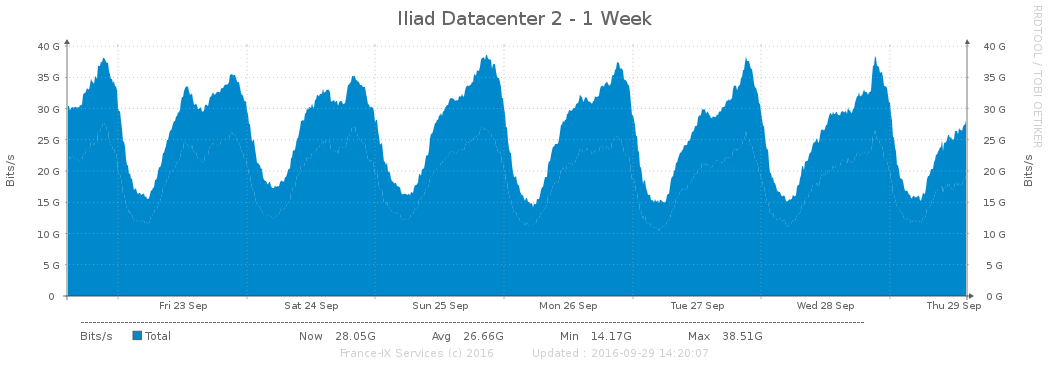 Iliad Datacenter 2 - 1 Week
RRDTOOL / TOBI OETIKER
Bits/s
40 G 40 G
35 G 35 G
30 G 30 G
25 G 25 G
20 G 20 G
15 G 15 G
10 G 10 G
5 G 5 G
0 0 G
Bits/s
Fri 23 Sep Sat 24 Sep Sun 25 Sep Mon 26 Sep Tue 27 Sep Wed 28 Sep Thu 29 Sep
Bits/s Total Now 28.05G Avg 26.66G Min 14.17G Max 38.51G
France-IX Services (c) 2016 Updated : 2016-09-29 14:20:07